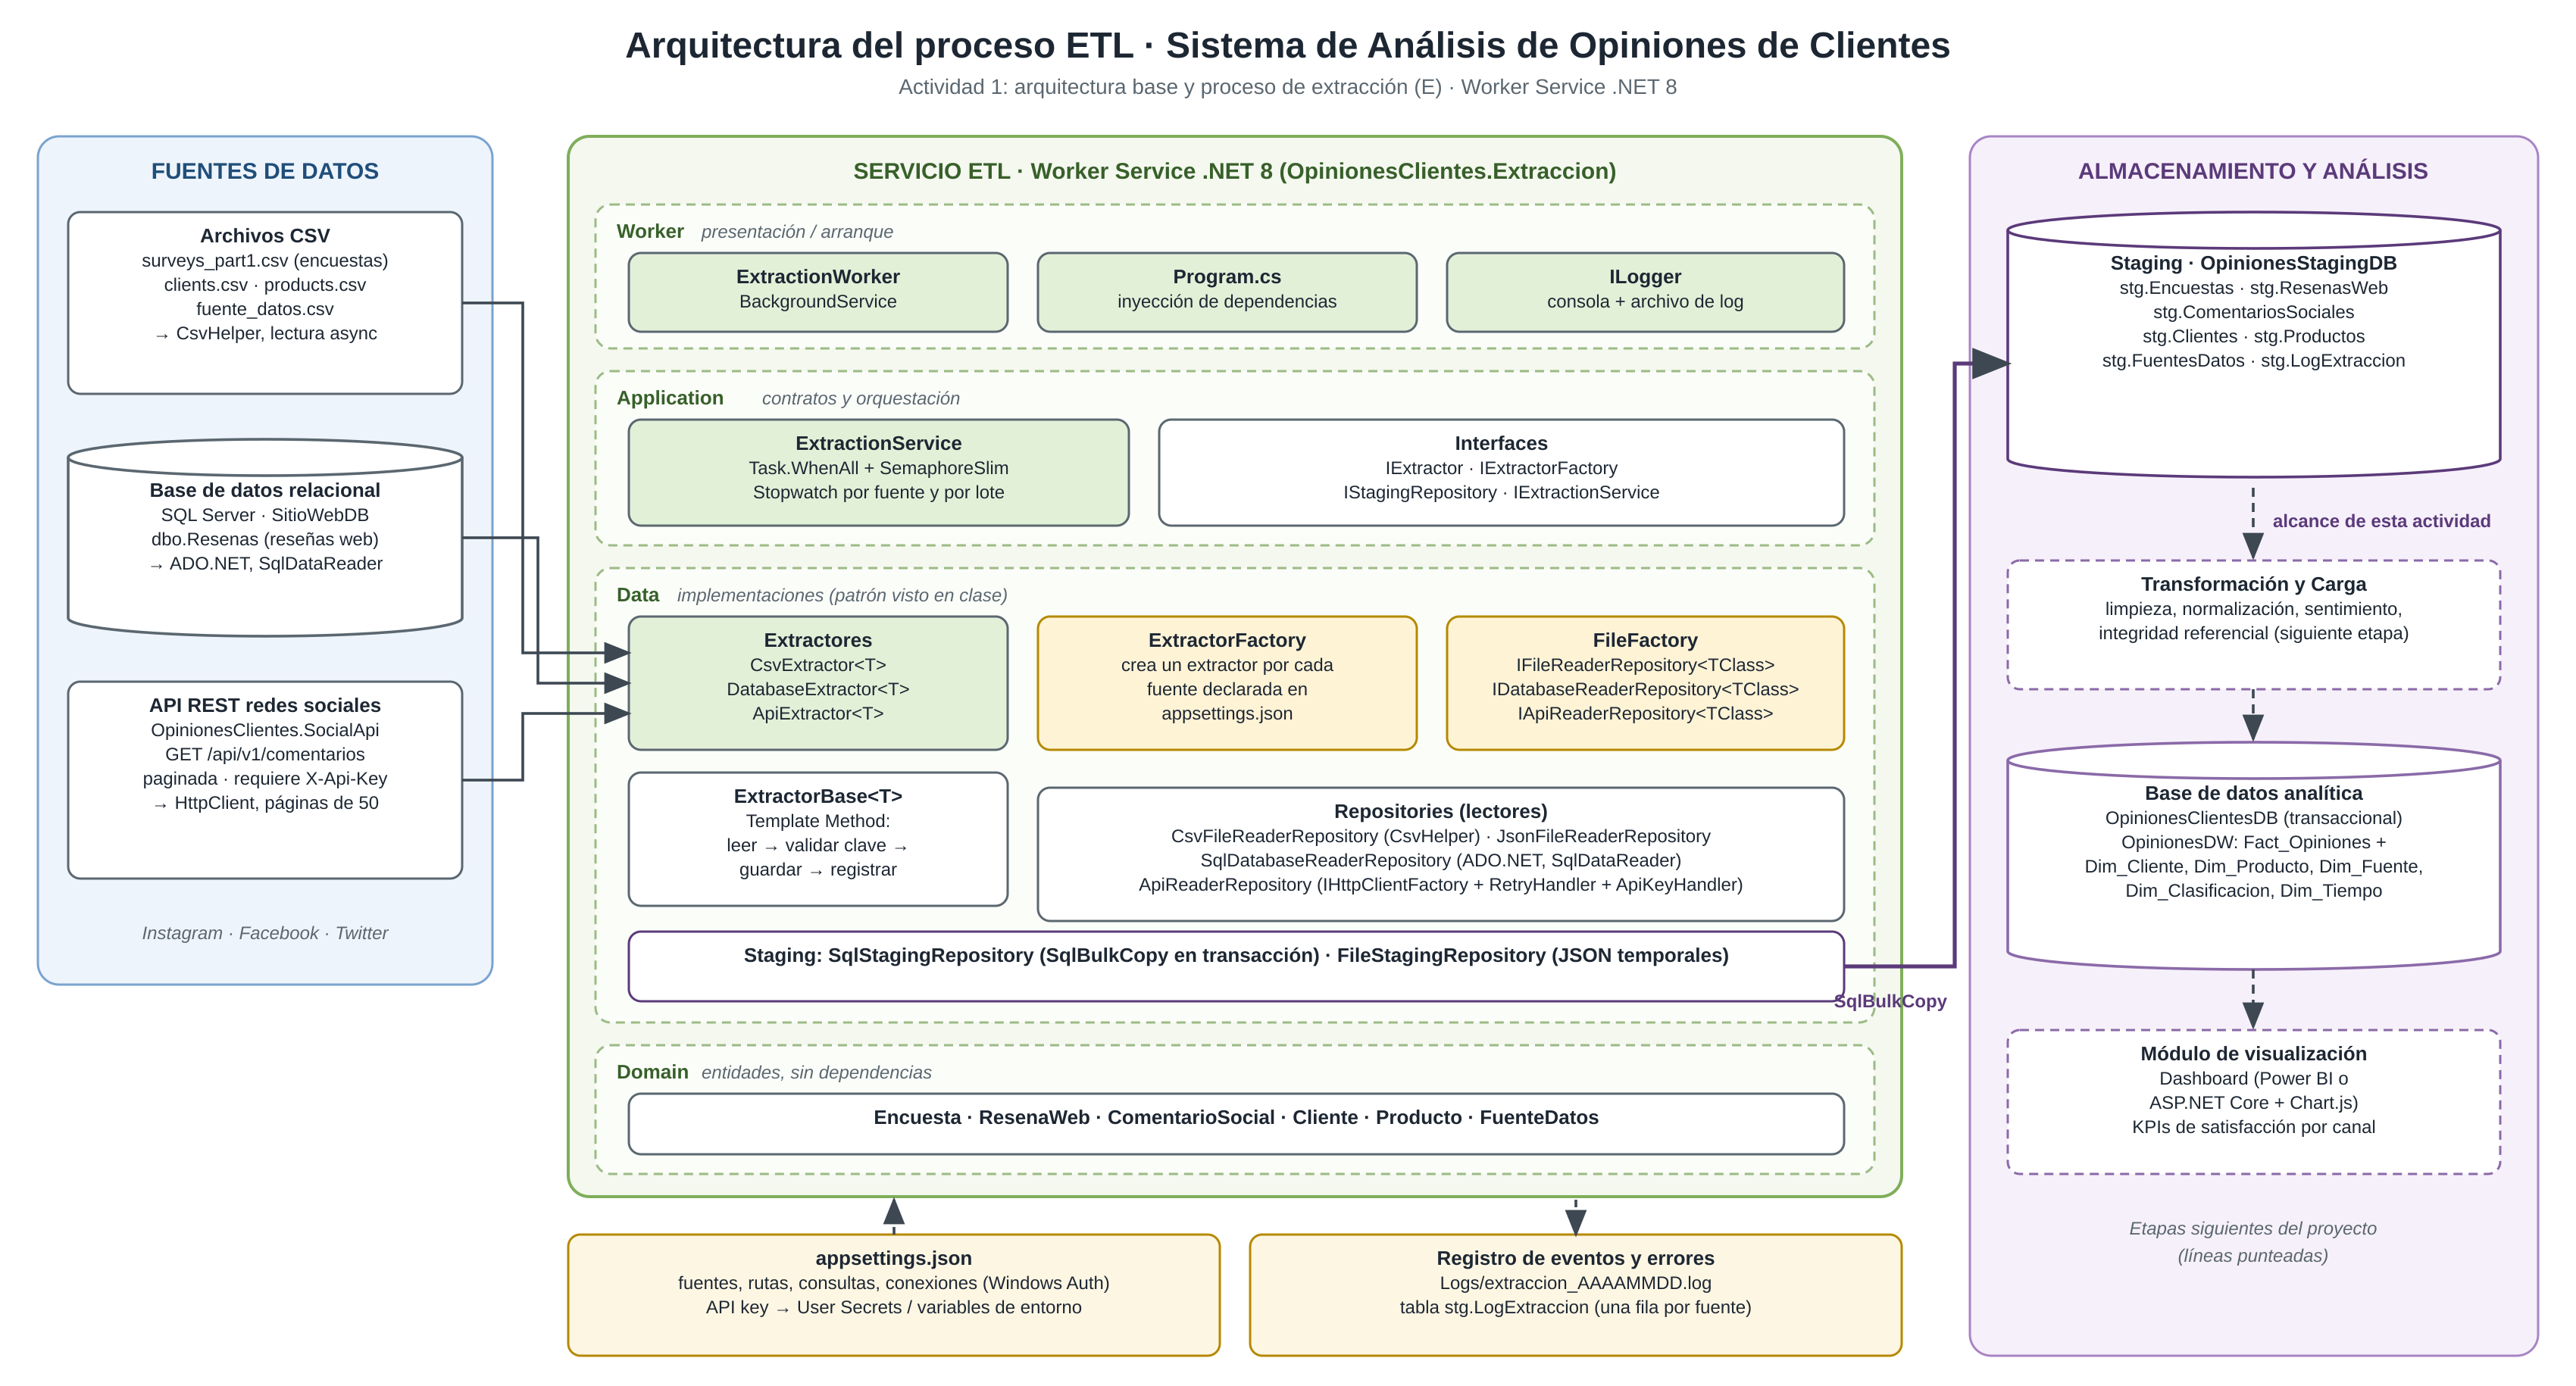 Arquitectura del proceso ETL · Sistema de Análisis de Opiniones de Clientes
Actividad 1: arquitectura base y proceso de extracción (E) · Worker Service .NET 8
FUENTES DE DATOS
Archivos CSV
surveys_part1.csv (encuestas)
clients.csv · products.csv
fuente_datos.csv
→ CsvHelper, lectura async
Base de datos relacional
SQL Server · SitioWebDB
dbo.Resenas (reseñas web)
→ ADO.NET, SqlDataReader
API REST redes sociales
OpinionesClientes.SocialApi
GET /api/v1/comentarios
paginada · requiere X-Api-Key
→ HttpClient, páginas de 50
Instagram · Facebook · Twitter
SERVICIO ETL · Worker Service .NET 8 (OpinionesClientes.Extraccion)
Worker presentación / arranque
ExtractionWorker
BackgroundService
Program.cs
inyección de dependencias
ILogger
consola + archivo de log
Application contratos y orquestación
ExtractionService
Task.WhenAll + SemaphoreSlim
Stopwatch por fuente y por lote
Interfaces
IExtractor · IExtractorFactory
IStagingRepository · IExtractionService
Data implementaciones (patrón visto en clase)
Extractores
CsvExtractor<T>
DatabaseExtractor<T>
ApiExtractor<T>
ExtractorFactory
crea un extractor por cada
fuente declarada en
appsettings.json
FileFactory
IFileReaderRepository<TClass>
IDatabaseReaderRepository<TClass>
IApiReaderRepository<TClass>
ExtractorBase<T>
Template Method:
leer → validar clave →
guardar → registrar
Repositories (lectores)
CsvFileReaderRepository (CsvHelper) · JsonFileReaderRepository
SqlDatabaseReaderRepository (ADO.NET, SqlDataReader)
ApiReaderRepository (IHttpClientFactory + RetryHandler + ApiKeyHandler)
Staging: SqlStagingRepository (SqlBulkCopy en transacción) · FileStagingRepository (JSON temporales)
SqlBulkCopy
Domain entidades, sin dependencias
Encuesta · ResenaWeb · ComentarioSocial · Cliente · Producto · FuenteDatos
appsettings.json
fuentes, rutas, consultas, conexiones (Windows Auth)
API key → User Secrets / variables de entorno
Registro de eventos y errores
Logs/extraccion_AAAAMMDD.log
tabla stg.LogExtraccion (una fila por fuente)
ALMACENAMIENTO Y ANÁLISIS
Staging · OpinionesStagingDB
stg.Encuestas · stg.ResenasWeb
stg.ComentariosSociales
stg.Clientes · stg.Productos
stg.FuentesDatos · stg.LogExtraccion
alcance de esta actividad
Transformación y Carga
limpieza, normalización, sentimiento,
integridad referencial (siguiente etapa)
Base de datos analítica
OpinionesClientesDB (transaccional)
OpinionesDW: Fact_Opiniones +
Dim_Cliente, Dim_Producto, Dim_Fuente,
Dim_Clasificacion, Dim_Tiempo
Módulo de visualización
Dashboard (Power BI o
ASP.NET Core + Chart.js)
KPIs de satisfacción por canal
Etapas siguientes del proyecto
(líneas punteadas)